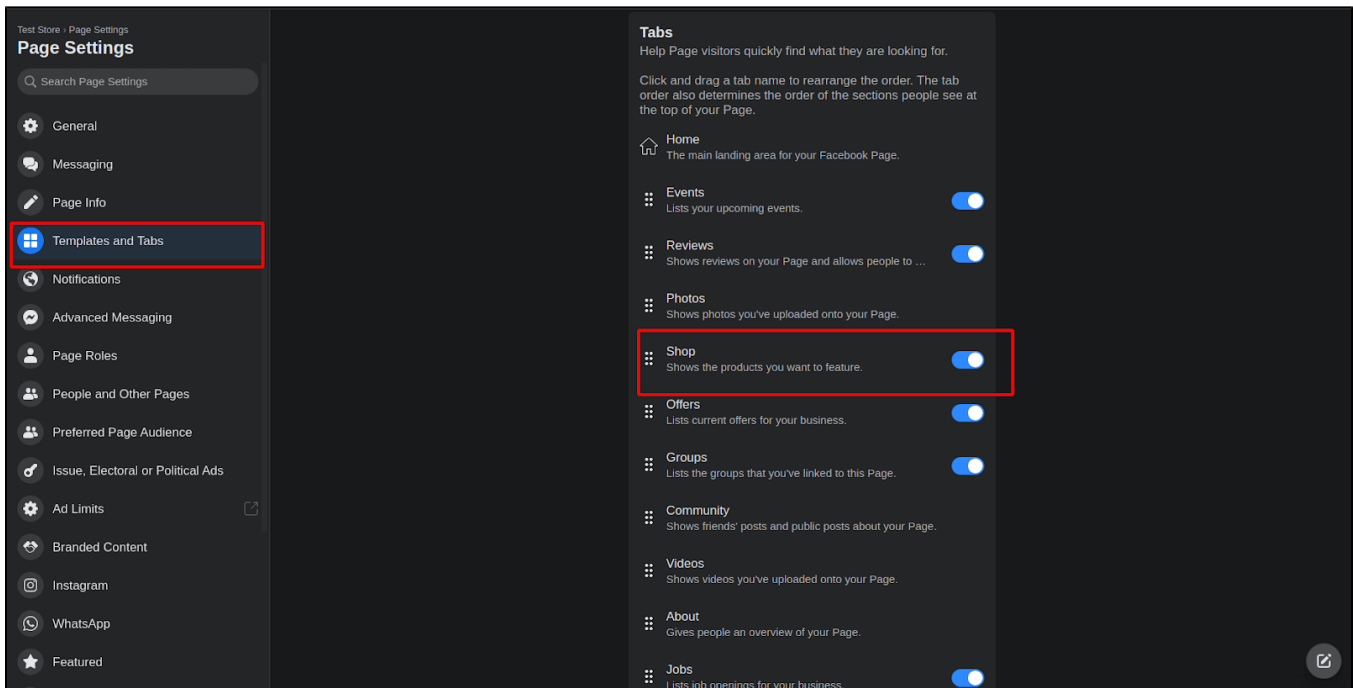 Test Store › Page Settings
Page Settings
Search Page Settings
General
Messaging
Page Info
Templates and Tabs
Notifications
Advanced Messaging
Page Roles
People and Other Pages
Preferred Page Audience
Issue, Electoral or Political Ads
Ad Limits
Branded Content
Instagram
WhatsApp
Featured
Tabs
Help Page visitors quickly find what they are looking for.
Click and drag a tab name to rearrange the order. The tab
order also determines the order of the sections people see at
the top of your Page.
Home
The main landing area for your Facebook Page.
Events
Lists your upcoming events.
Reviews
Shows reviews on your Page and allows people to ...
Photos
Shows photos you've uploaded onto your Page.
Shop
Shows the products you want to feature.
Offers
Lists current offers for your business.
Groups
Lists the groups that you've linked to this Page.
Community
Shows friends' posts and public posts about your Page.
Videos
Shows videos you've uploaded onto your Page.
About
Gives people an overview of your Page.
Jobs
Lists job openings for your business.